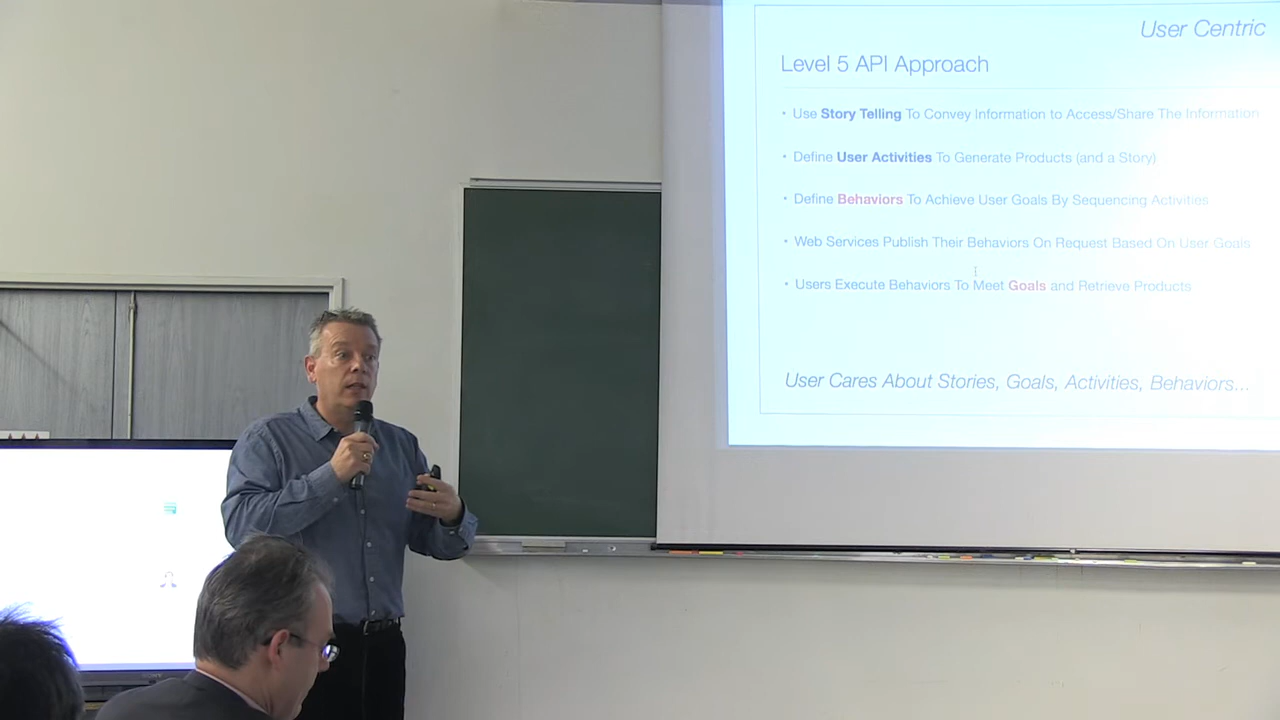 User Centric
Level 5 API Approach
• Use Story Telling To Convey Information to Access/Share The Information
• Define User Activities To Generate Products (and a Story)
• Define Behaviors To Achieve User Goals By Sequencing Activities
• Web Services Publish Their Behaviors On Request Based On User Goals
• Users Execute Behaviors To Meet Goals and Retrieve Products
User Cares About Stories, Goals, Activities, Behaviors...
SONY